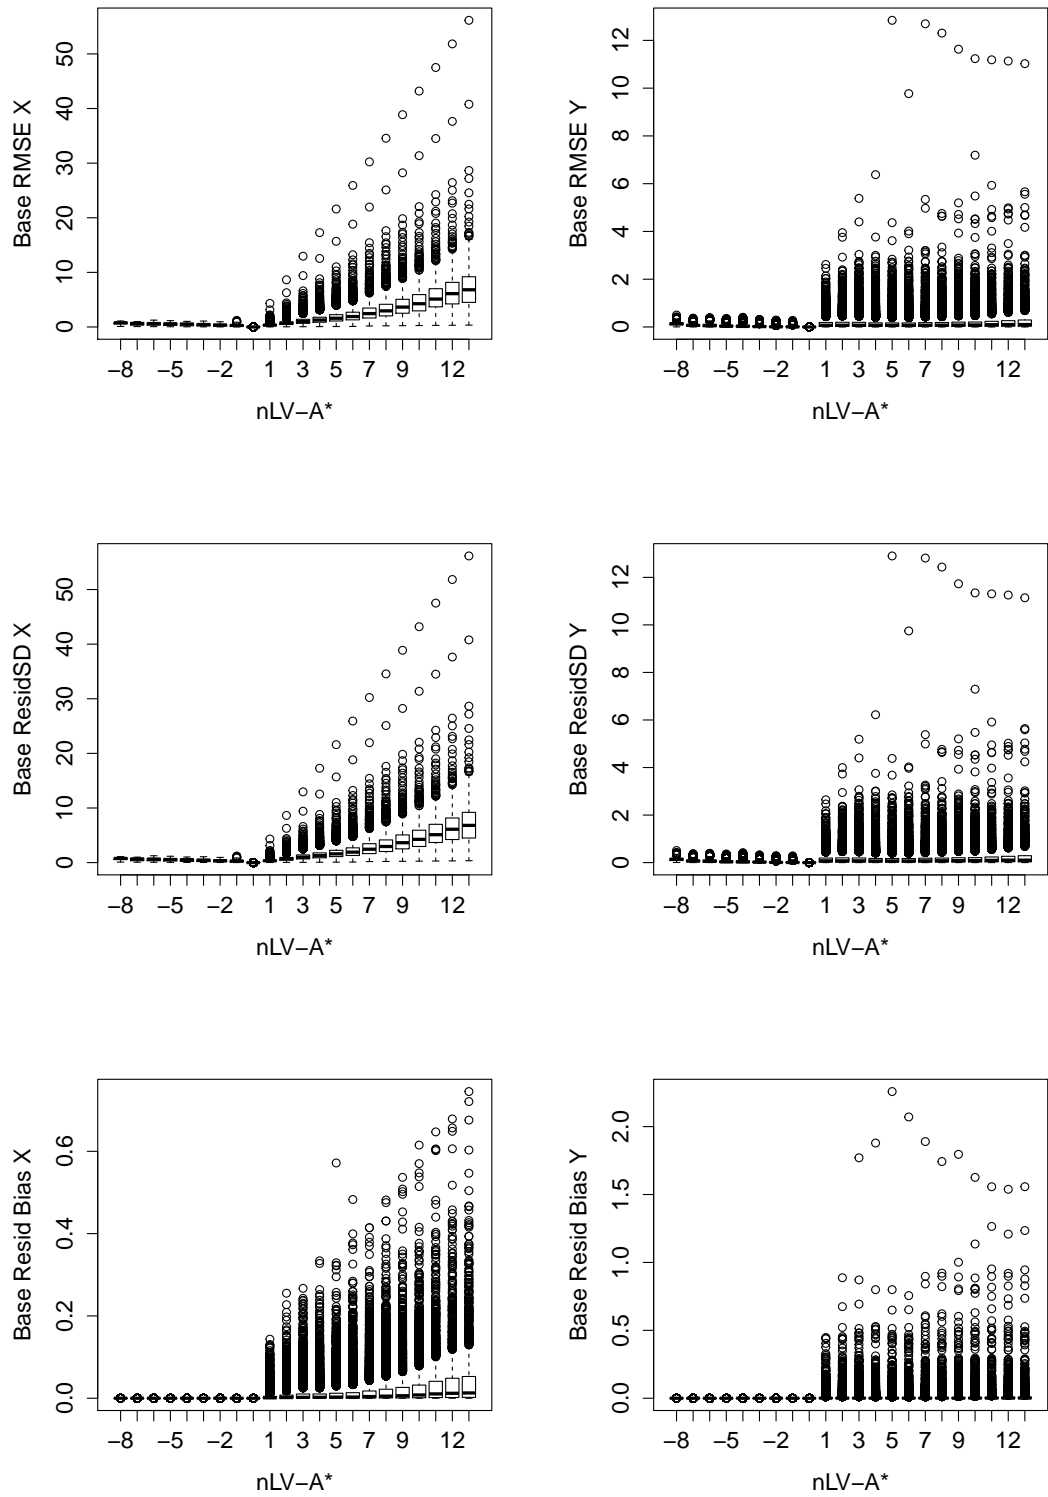 Base RMSE X
0 10 20 30 40 50
−8 −5 −2 1 3 5 7 9 12
nLV−A*
Base RMSE Y
0 2 4 6 8 10 12
−8 −5 −2 1 3 5 7 9 12
nLV−A*
Base ResidSD X
0 10 20 30 40 50
−8 −5 −2 1 3 5 7 9 12
nLV−A*
Base ResidSD Y
0 2 4 6 8 10 12
−8 −5 −2 1 3 5 7 9 12
nLV−A*
Base Resid Bias X
0.0 0.2 0.4 0.6
−8 −5 −2 1 3 5 7 9 12
nLV−A*
Base Resid Bias Y
0.0 0.5 1.0 1.5 2.0
−8 −5 −2 1 3 5 7 9 12
nLV−A*